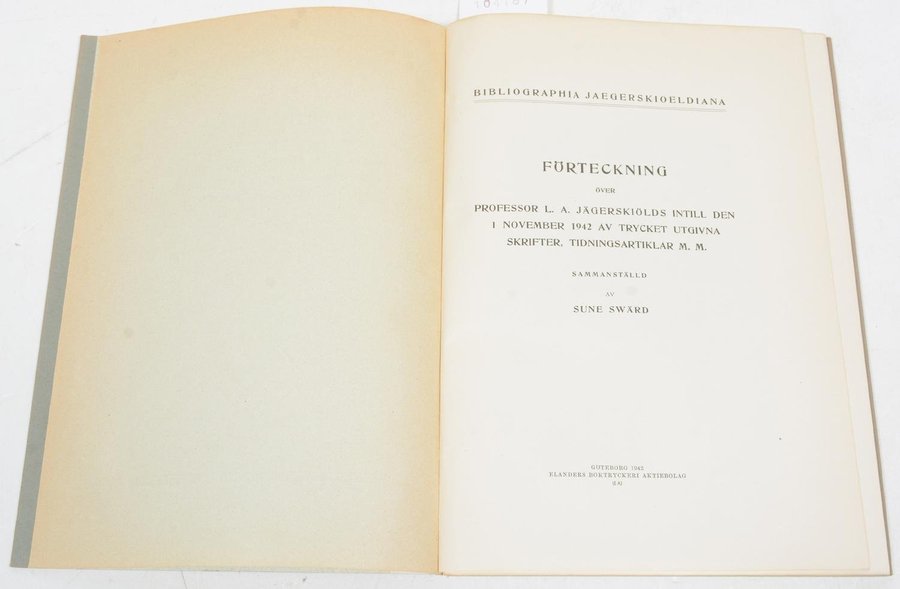 BIBLIOGRAPHIA JAEGERSKIOELDIANA
FÖRTECKNING
ÖVER
PROFESSOR L. A. JÄGERSKIÖLDS INTILL DEN
1 NOVEMBER 1942 AV TRYCKET UTGIVNA
SKRIFTER, TIDNINGSARTIKLAR M. M.
SAMMANSTÄLLD
AV
SUNE SWÄRD
GÖTEBORG 1942
ELANDERS BOKTRYCKERI AKTIEBOLAG